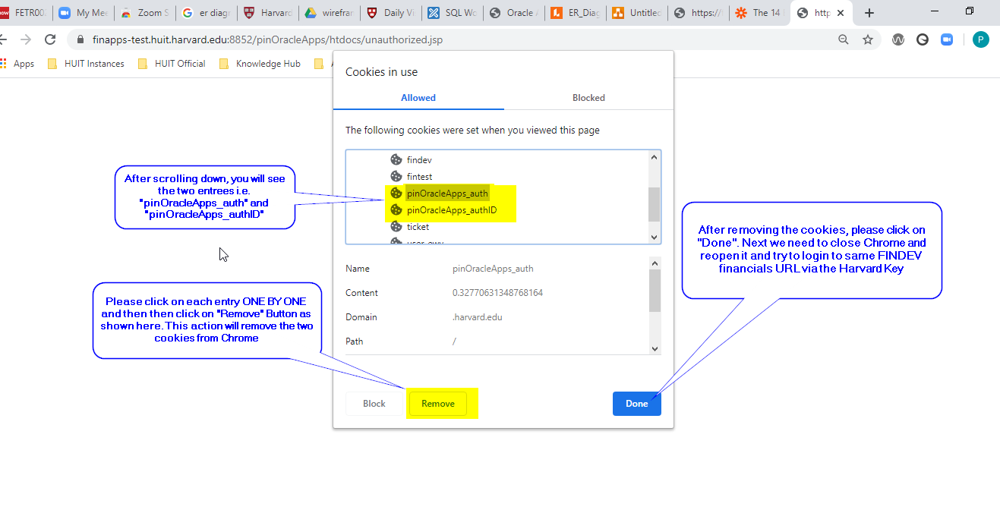 FETR00
My Me
Zoom S
er diagr
Harvard
wirefra
Daily Vi
SQL Wo
Oracle A
ER_Diag
Untitled
https://
The 14
http
finapps-test.huit.harvard.edu:8852/pinOracleApps/htdocs/unauthorized.jsp
P
Apps
HUIT Instances
HUIT Official
Knowledge Hub
Cookies in use
Allowed
Blocked
The following cookies were set when you viewed this page
findev
fintest
pinOracleApps_auth
pinOracleApps_authID
ticket
Name
pinOracleApps_auth
Content
0.32770631348768164
Domain
.harvard.edu
Path
/
Block
Remove
Done
After scrolling down, you will see
the two entrees i.e.
"pinOracleApps_auth" and
"pinOracleApps_authID"
Please click on each entry ONE BY ONE
and then then click on "Remove" Button as
shown here. This action will remove the two
cookies from Chrome
After removing the cookies, please click on
"Done". Next we need to close Chrome and
reopen it and try to login to same FINDEV
financials URL via the Harvard Key